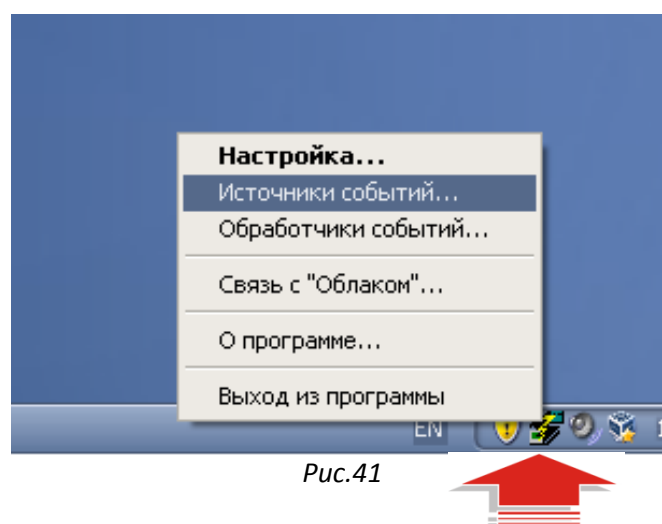 Настройка...
Источники событий...
Обработчики событий...
Связь с "Облаком"...
О программе...
Выход из программы
EN
Рис.41